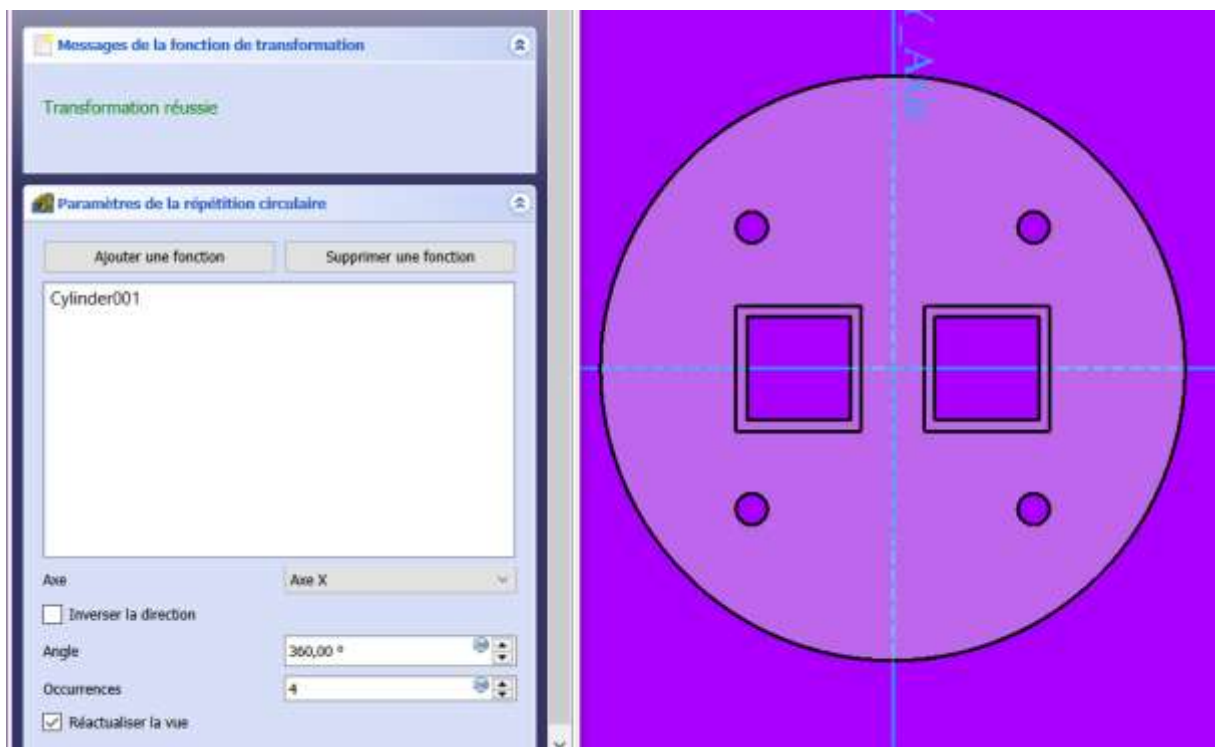 Messages de la fonction de transformation
Transformation réussie
Paramètres de la répétition circulaire
Ajouter une fonction
Supprimer une fonction
Cylinder001
Axe
Axe X
Inverser la direction
Angle
360,00 °
Occurrences
4
Réactualiser la vue